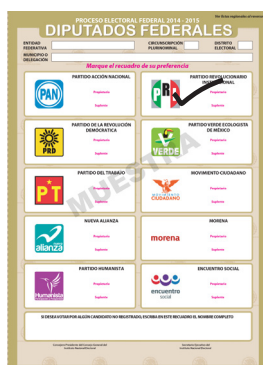 PROCESO ELECTORAL FEDERAL 2014 - 2015
DIPUTADOS FEDERALES
ENTIDAD FEDERATIVA
CIRCUNSCRIPCIÓN PLURINOMINAL
DISTRITO ELECTORAL
MUNICIPIO O DELEGACIÓN
Marque el recuadro de su preferencia
PAN
PARTIDO ACCIÓN NACIONAL
Propietario
Suplente
PRI
PARTIDO REVOLUCIONARIO
INSTITUCIONAL
Propietario
Suplente
PRD
PARTIDO DE LA REVOLUCIÓN
DEMOCRÁTICA
Propietario
Suplente
VERDE
PARTIDO VERDE ECOLOGISTA
DE MÉXICO
Propietario
Suplente
PT
PARTIDO DEL TRABAJO
Propietario
Suplente
MOVIMIENTO CIUDADANO
MOVIMIENTO CIUDADANO
Propietario
Suplente
alianza
NUEVA ALIANZA
Propietario
Suplente
morena
MORENA
Propietario
Suplente
Humanista
PARTIDO HUMANISTA
Propietario
Suplente
encuentro
social
ENCUENTRO SOCIAL
Propietario
Suplente
MUESTRA
SI DESEA VOTAR POR ALGÚN CANDIDATO NO REGISTRADO, ESCRIBA EN ESTE RECUADRO EL NOMBRE COMPLETO